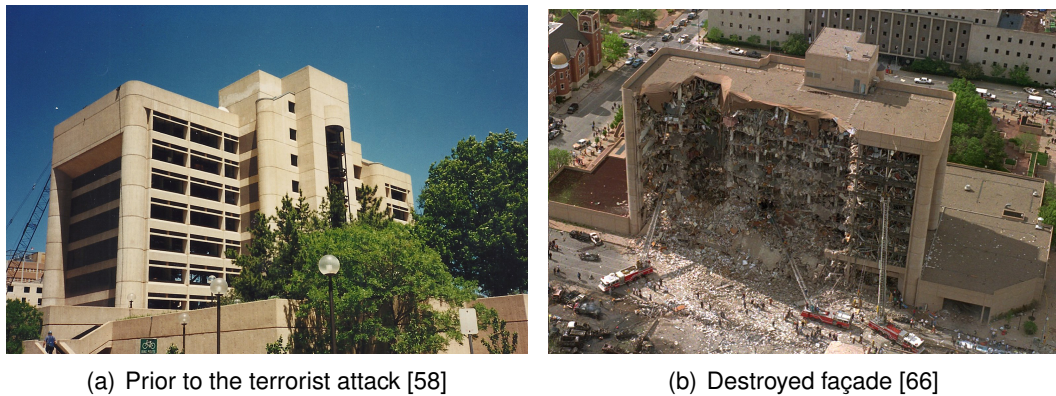 (a) Prior to the terrorist attack [58]
(b) Destroyed façade [66]